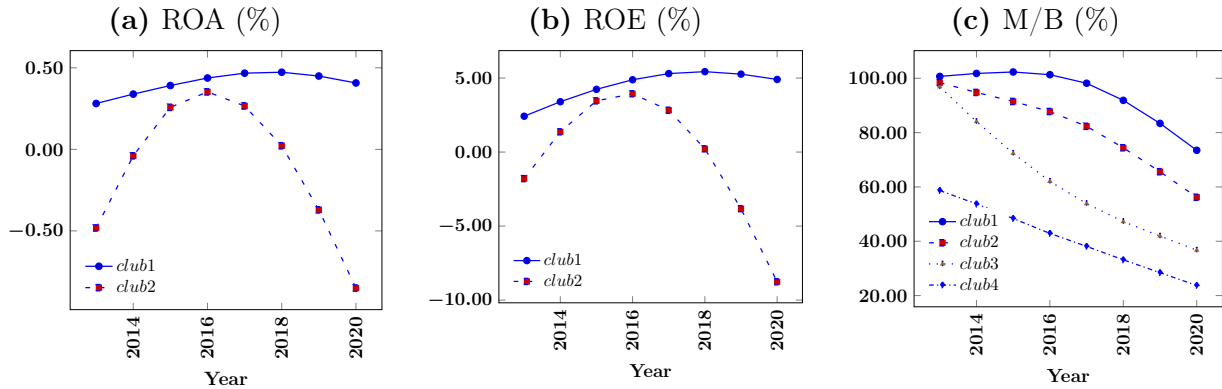 (a) ROA (%)
0.50
0.00
−0.50
club1
club2
2014
2016
2018
2020
Year
(b) ROE (%)
5.00
0.00
−5.00
−10.00
club1
club2
2014
2016
2018
2020
Year
(c) M/B (%)
100.00
80.00
60.00
40.00
20.00
club1
club2
club3
club4
2014
2016
2018
2020
Year